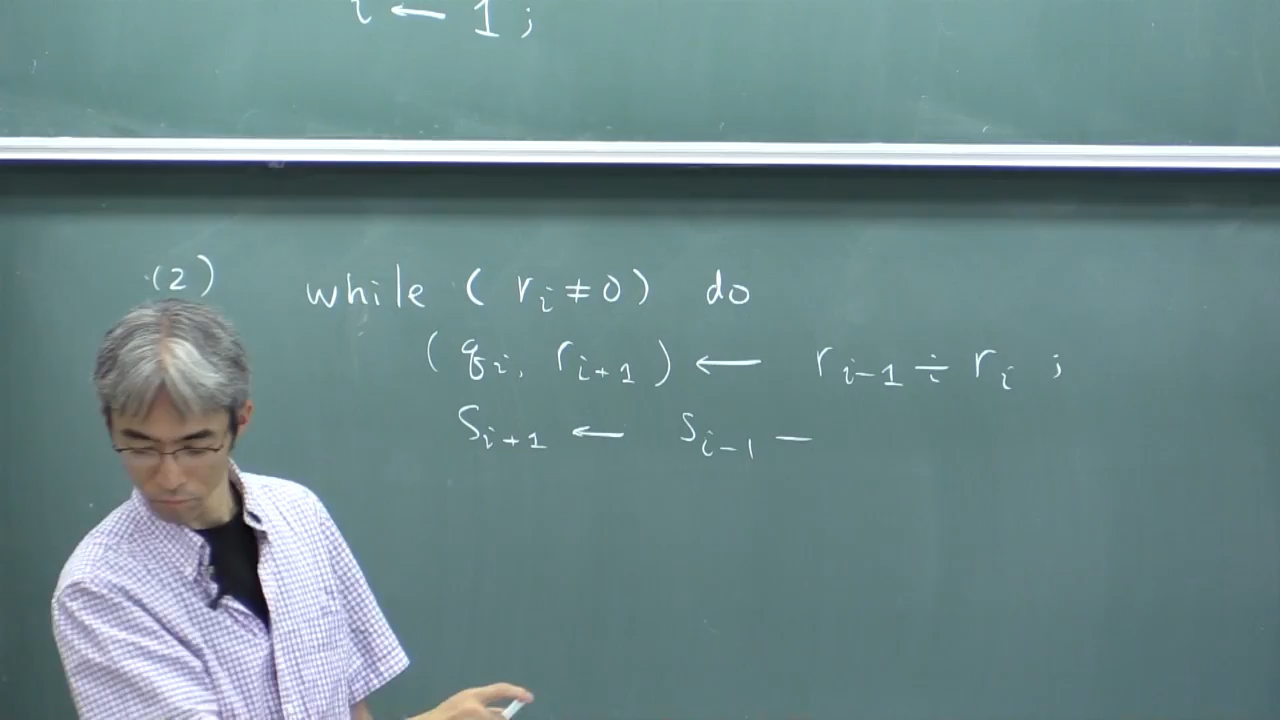 i ← 1 ;
(2) while ( r_i ≠ 0 ) do
( q_i, r_{i+1} ) ← r_{i-1} ÷ r_i ;
S_{i+1} ← S_{i-1} −